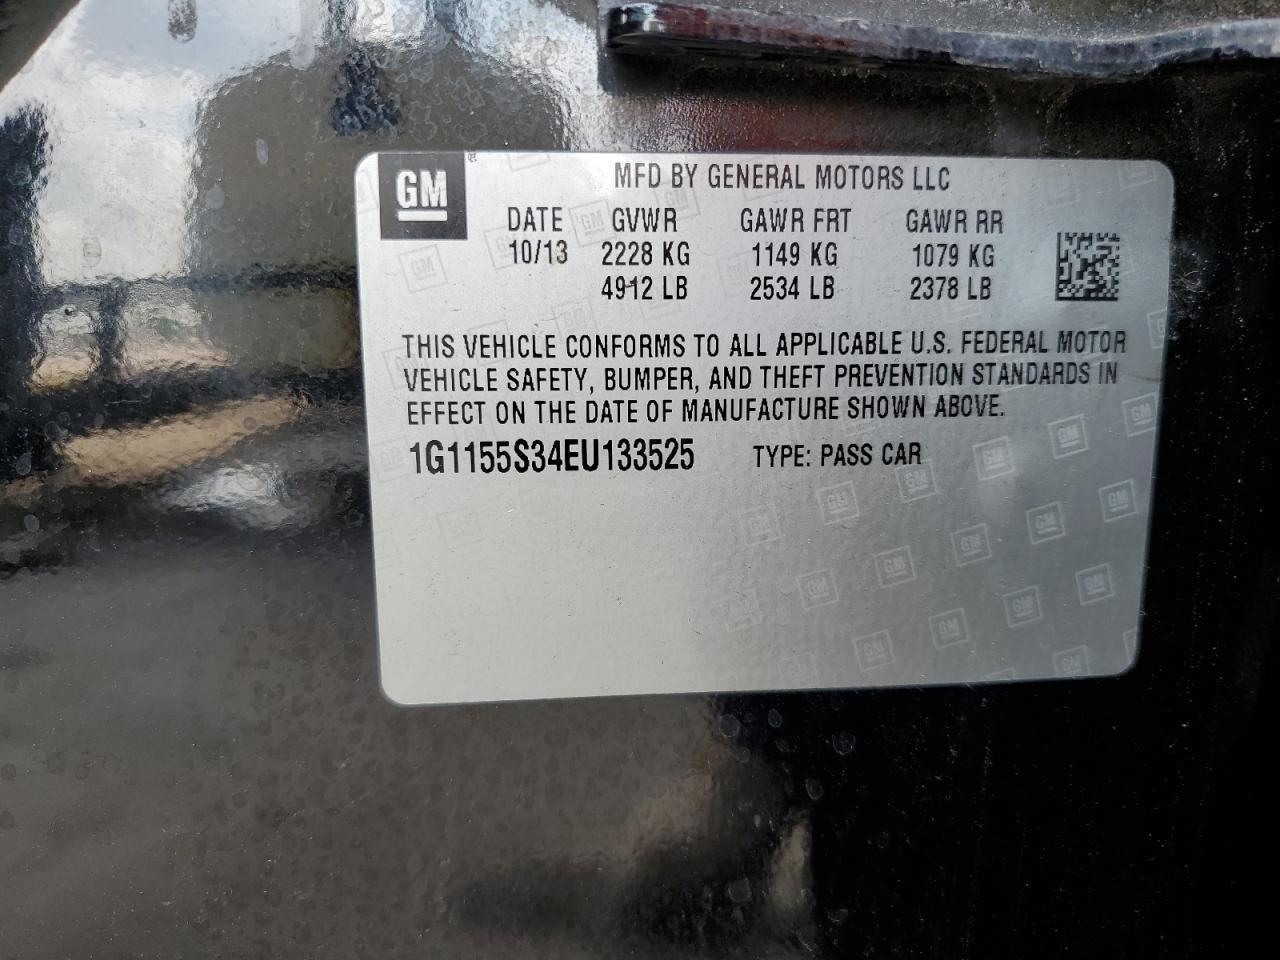 GM
MFD BY GENERAL MOTORS LLC
DATE GVWR GAWR FRT GAWR RR
10/13 2228 KG 1149 KG 1079 KG
4912 LB 2534 LB 2378 LB
THIS VEHICLE CONFORMS TO ALL APPLICABLE U.S. FEDERAL MOTOR
VEHICLE SAFETY, BUMPER, AND THEFT PREVENTION STANDARDS IN
EFFECT ON THE DATE OF MANUFACTURE SHOWN ABOVE.
1G1155S34EU133525 TYPE: PASS CAR